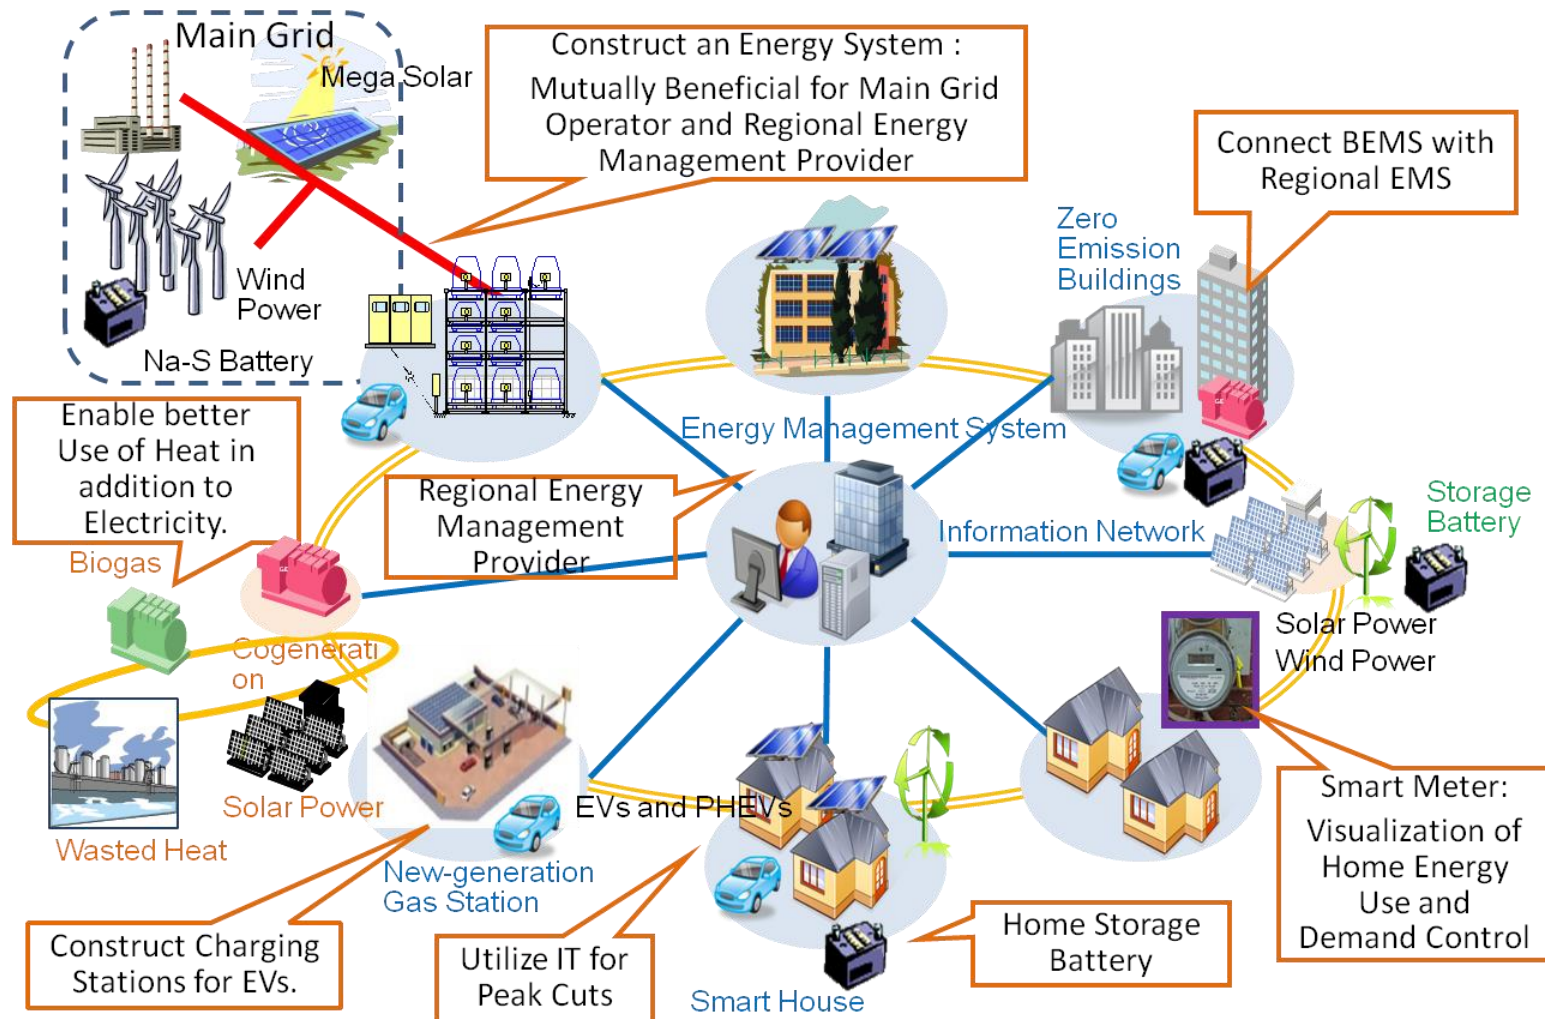 Main Grid
Mega Solar
Wind
Power
Na-S Battery
Construct an Energy System :
Mutually Beneficial for Main Grid
Operator and Regional Energy
Management Provider
Connect BEMS with
Regional EMS
Zero
Emission
Buildings
Enable better
Use of Heat in
addition to
Electricity.
Energy Management System
Regional Energy
Management
Provider
Information Network
Storage
Battery
Biogas
Cogenerati
on
Solar Power
Wind Power
Solar Power
Wasted Heat
EVs and PHEVs
New-generation
Gas Station
Smart Meter:
Visualization of
Home Energy
Use and
Demand Control
Construct Charging
Stations for EVs.
Utilize IT for
Peak Cuts
Home Storage
Battery
Smart House